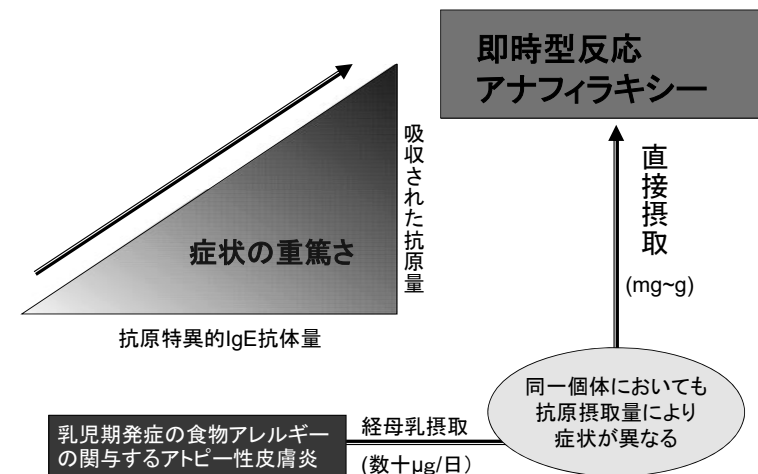 即時型反応
アナフィラキシー
吸収された抗原量
症状の重篤さ
抗原特異的IgE抗体量
直接摂取
(mg~g)
同一個体においても
抗原摂取量により
症状が異なる
乳児期発症の食物アレルギー
の関与するアトピー性皮膚炎
経母乳摂取
(数十μg/日)